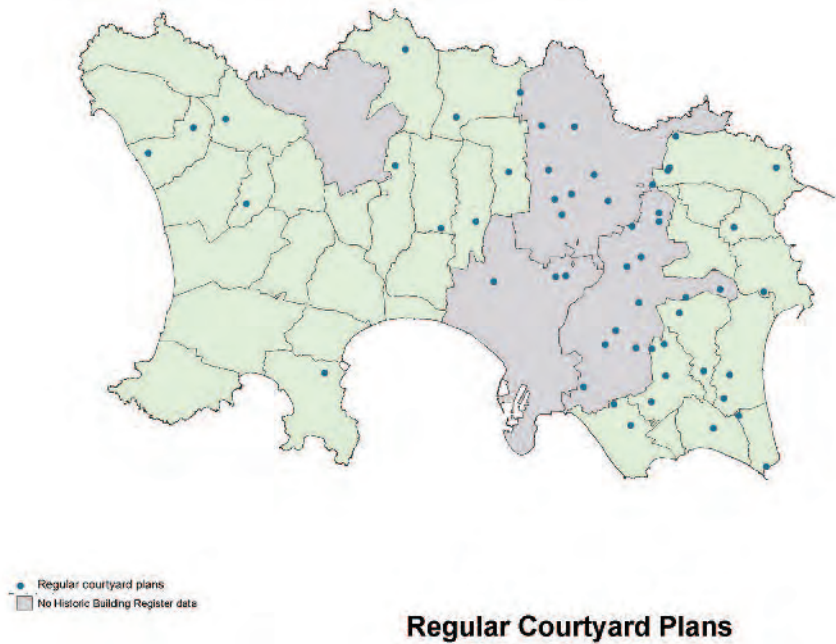 Regular courtyard plans
No Historic Building Register data
Regular Courtyard Plans